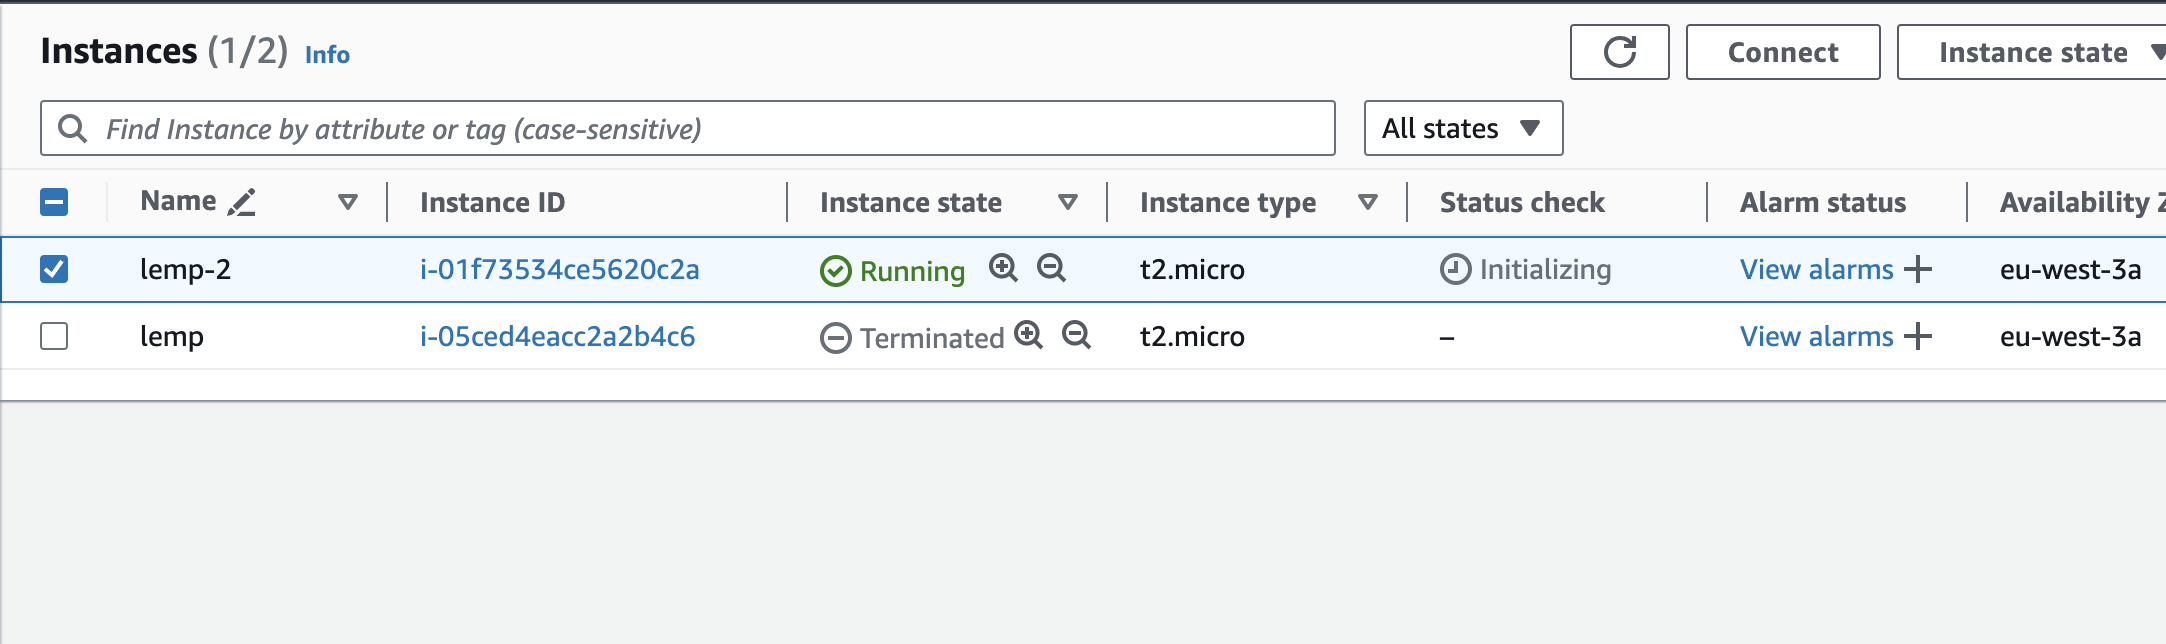 Instances (1/2) Info Connect Instance state
Find Instance by attribute or tag (case-sensitive) All states
Name Instance ID Instance state Instance type Status check Alarm status Availability Z
lemp-2 i-01f73534ce5620c2a Running t2.micro Initializing View alarms + eu-west-3a
lemp i-05ced4eacc2a2b4c6 Terminated t2.micro – View alarms + eu-west-3a